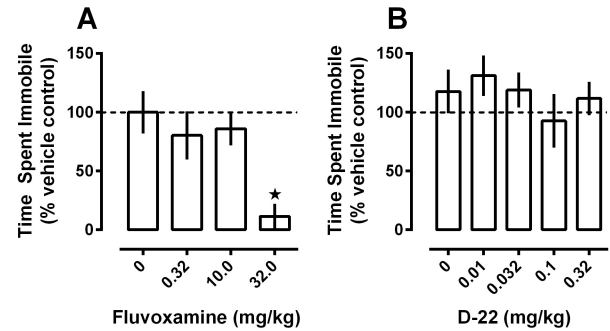 A
Time Spent Immobile
(% vehicle control)
150
100
50
0
★
0
0.32
10.0
32.0
Fluvoxamine (mg/kg)
B
Time Spent Immobile
(% vehicle control)
150
100
50
0
0
0.01
0.032
0.1
0.32
D-22 (mg/kg)